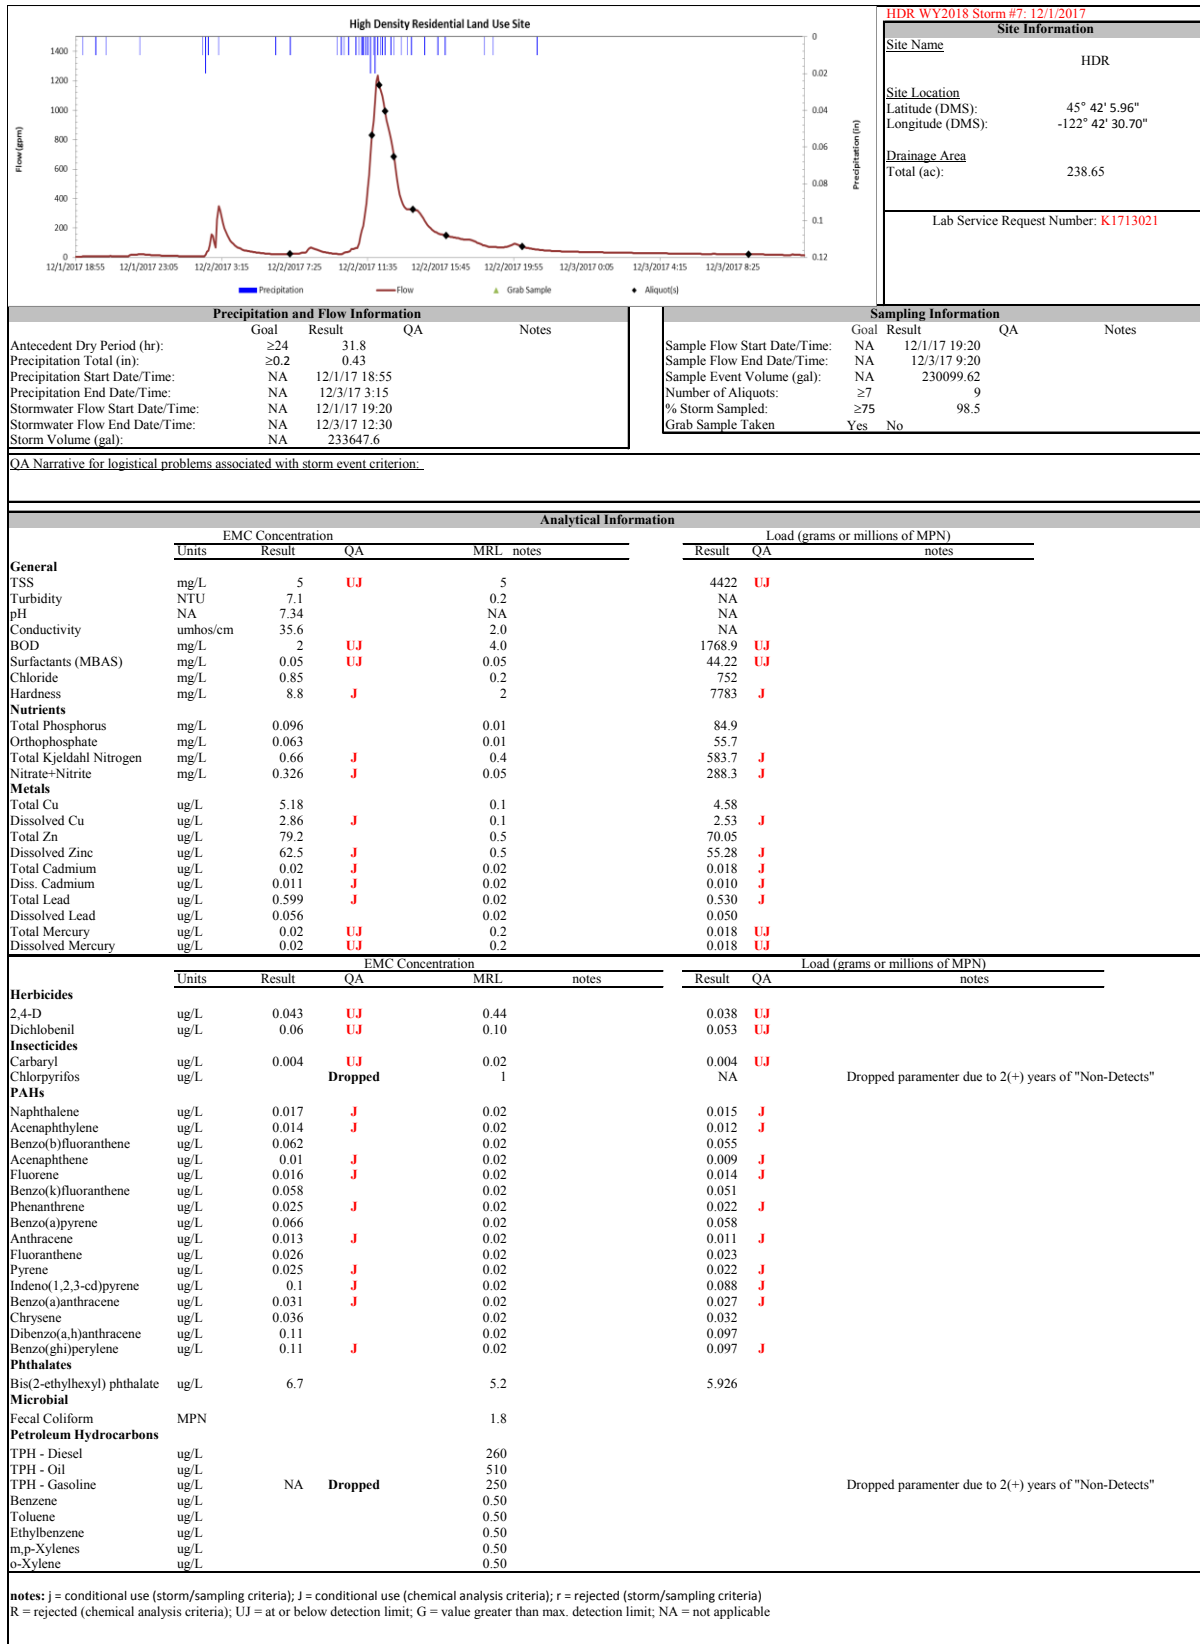 HDR WY2018 Storm #7: 12/1/2017
High Density Residential Land Use Site
1400
1200
1000
800
600
400
200
0
Flow (gpm)
0
0.02
0.04
0.06
0.08
0.1
0.12
Precipitation (in)
12/1/2017 18:55 12/1/2017 23:05 12/2/2017 3:15 12/2/2017 7:25 12/2/2017 11:35 12/2/2017 15:45 12/2/2017 19:55 12/3/2017 0:05 12/3/2017 4:15 12/3/2017 8:25
Precipitation Flow Grab Sample Aliquot(s)
Site Information
Site Name
HDR
Site Location
Latitude (DMS): 45° 42' 5.96"
Longitude (DMS): -122° 42' 30.70"
Drainage Area
Total (ac): 238.65
Lab Service Request Number: K1713021
Precipitation and Flow Information
Goal Result QA Notes
Antecedent Dry Period (hr): ≥24 31.8
Precipitation Total (in): ≥0.2 0.43
Precipitation Start Date/Time: NA 12/1/17 18:55
Precipitation End Date/Time: NA 12/3/17 3:15
Stormwater Flow Start Date/Time: NA 12/1/17 19:20
Stormwater Flow End Date/Time: NA 12/3/17 12:30
Storm Volume (gal): NA 233647.6
Sampling Information
Goal Result QA Notes
Sample Flow Start Date/Time: NA 12/1/17 19:20
Sample Flow End Date/Time: NA 12/3/17 9:20
Sample Event Volume (gal): NA 230099.62
Number of Aliquots: ≥7 9
% Storm Sampled: ≥75 98.5
Grab Sample Taken Yes No
QA Narrative for logistical problems associated with storm event criterion:
Analytical Information
EMC Concentration Load (grams or millions of MPN)
Units Result QA MRL notes Result QA notes
General
TSS mg/L 5 UJ 5 4422 UJ
Turbidity NTU 7.1 0.2 NA
pH NA 7.34 NA NA
Conductivity umhos/cm 35.6 2.0 NA
BOD mg/L 2 UJ 4.0 1768.9 UJ
Surfactants (MBAS) mg/L 0.05 UJ 0.05 44.22 UJ
Chloride mg/L 0.85 0.2 752
Hardness mg/L 8.8 J 2 7783 J
Nutrients
Total Phosphorus mg/L 0.096 0.01 84.9
Orthophosphate mg/L 0.063 0.01 55.7
Total Kjeldahl Nitrogen mg/L 0.66 J 0.4 583.7 J
Nitrate+Nitrite mg/L 0.326 J 0.05 288.3 J
Metals
Total Cu ug/L 5.18 0.1 4.58
Dissolved Cu ug/L 2.86 J 0.1 2.53 J
Total Zn ug/L 79.2 0.5 70.05
Dissolved Zinc ug/L 62.5 J 0.5 55.28 J
Total Cadmium ug/L 0.02 J 0.02 0.018 J
Diss. Cadmium ug/L 0.011 J 0.02 0.010 J
Total Lead ug/L 0.599 J 0.02 0.530 J
Dissolved Lead ug/L 0.056 0.02 0.050
Total Mercury ug/L 0.02 UJ 0.2 0.018 UJ
Dissolved Mercury ug/L 0.02 UJ 0.2 0.018 UJ
EMC Concentration Load (grams or millions of MPN)
Units Result QA MRL notes Result QA notes
Herbicides
2,4-D ug/L 0.043 UJ 0.44 0.038 UJ
Dichlobenil ug/L 0.06 UJ 0.10 0.053 UJ
Insecticides
Carbaryl ug/L 0.004 UJ 0.02 0.004 UJ
Chlorpyrifos ug/L Dropped 1 NA Dropped paramenter due to 2(+) years of "Non-Detects"
PAHs
Naphthalene ug/L 0.017 J 0.02 0.015 J
Acenaphthylene ug/L 0.014 J 0.02 0.012 J
Benzo(b)fluoranthene ug/L 0.062 0.02 0.055
Acenaphthene ug/L 0.01 J 0.02 0.009 J
Fluorene ug/L 0.016 J 0.02 0.014 J
Benzo(k)fluoranthene ug/L 0.058 0.02 0.051
Phenanthrene ug/L 0.025 J 0.02 0.022 J
Benzo(a)pyrene ug/L 0.066 0.02 0.058
Anthracene ug/L 0.013 J 0.02 0.011 J
Fluoranthene ug/L 0.026 0.02 0.023
Pyrene ug/L 0.025 J 0.02 0.022 J
Indeno(1,2,3-cd)pyrene ug/L 0.1 J 0.02 0.088 J
Benzo(a)anthracene ug/L 0.031 J 0.02 0.027 J
Chrysene ug/L 0.036 0.02 0.032
Dibenzo(a,h)anthracene ug/L 0.11 0.02 0.097
Benzo(ghi)perylene ug/L 0.11 J 0.02 0.097 J
Phthalates
Bis(2-ethylhexyl) phthalate ug/L 6.7 5.2 5.926
Microbial
Fecal Coliform MPN 1.8
Petroleum Hydrocarbons
TPH - Diesel ug/L 260
TPH - Oil ug/L 510
TPH - Gasoline ug/L NA Dropped 250 Dropped paramenter due to 2(+) years of "Non-Detects"
Benzene ug/L 0.50
Toluene ug/L 0.50
Ethylbenzene ug/L 0.50
m,p-Xylenes ug/L 0.50
o-Xylene ug/L 0.50
notes: j = conditional use (storm/sampling criteria); J = conditional use (chemical analysis criteria); r = rejected (storm/sampling criteria)
R = rejected (chemical analysis criteria); UJ = at or below detection limit; G = value greater than max. detection limit; NA = not applicable